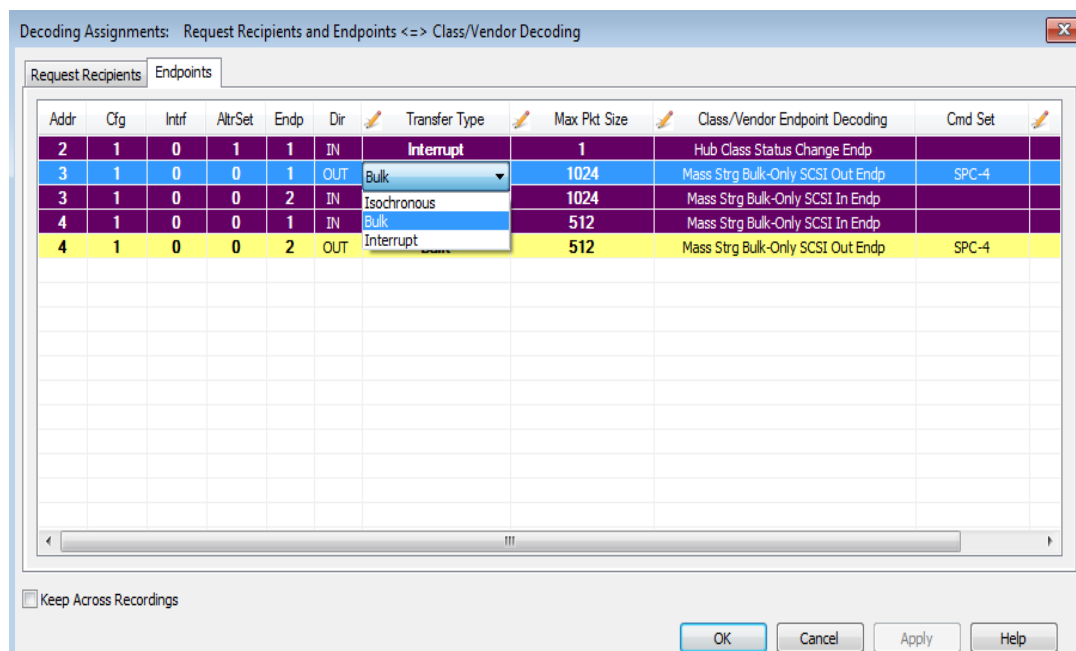 Decoding Assignments: Request Recipients and Endpoints <=> Class/Vendor Decoding
Request Recipients Endpoints
Addr Cfg Intrf AltrSet Endp Dir Transfer Type Max Pkt Size Class/Vendor Endpoint Decoding Cmd Set
2 1 0 1 1 IN Interrupt 1 Hub Class Status Change Endp
3 1 0 0 1 OUT Bulk 1024 Mass Strg Bulk-Only SCSI Out Endp SPC-4
3 1 0 2 IN Isochronous 1024 Mass Strg Bulk-Only SCSI In Endp
4 1 0 0 1 IN Bulk 512 Mass Strg Bulk-Only SCSI In Endp
4 1 0 0 2 OUT Interrupt 512 Mass Strg Bulk-Only SCSI Out Endp SPC-4
Keep Across Recordings
OK Cancel Apply Help